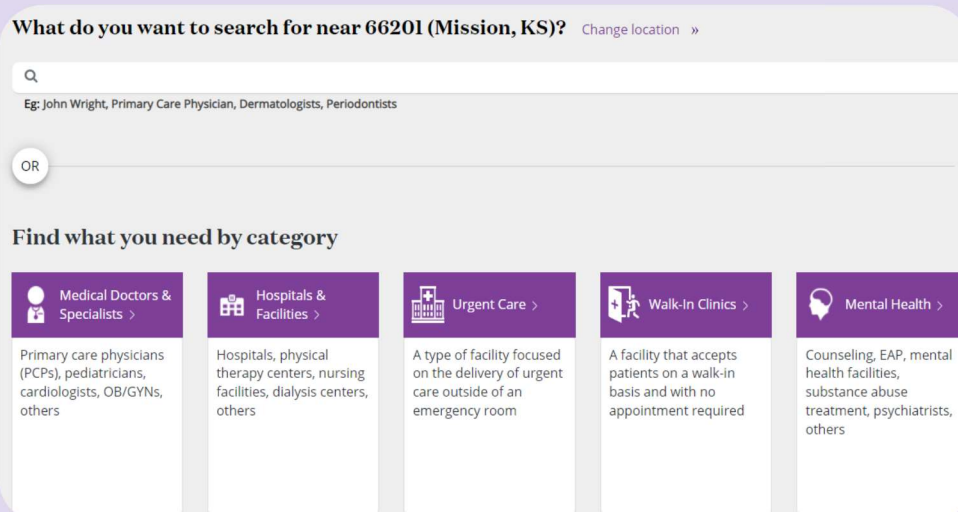 What do you want to search for near 66201 (Mission, KS)? Change location »
Eg: John Wright, Primary Care Physician, Dermatologists, Periodontists
OR
Find what you need by category
Medical Doctors &
Specialists >
Primary care physicians
(PCPs), pediatricians,
cardiologists, OB/GYNs,
others
Hospitals &
Facilities >
Hospitals, physical
therapy centers, nursing
facilities, dialysis centers,
others
Urgent Care >
A type of facility focused
on the delivery of urgent
care outside of an
emergency room
Walk-In Clinics >
A facility that accepts
patients on a walk-in
basis and with no
appointment required
Mental Health >
Counseling, EAP, mental
health facilities,
substance abuse
treatment, psychiatrists,
others